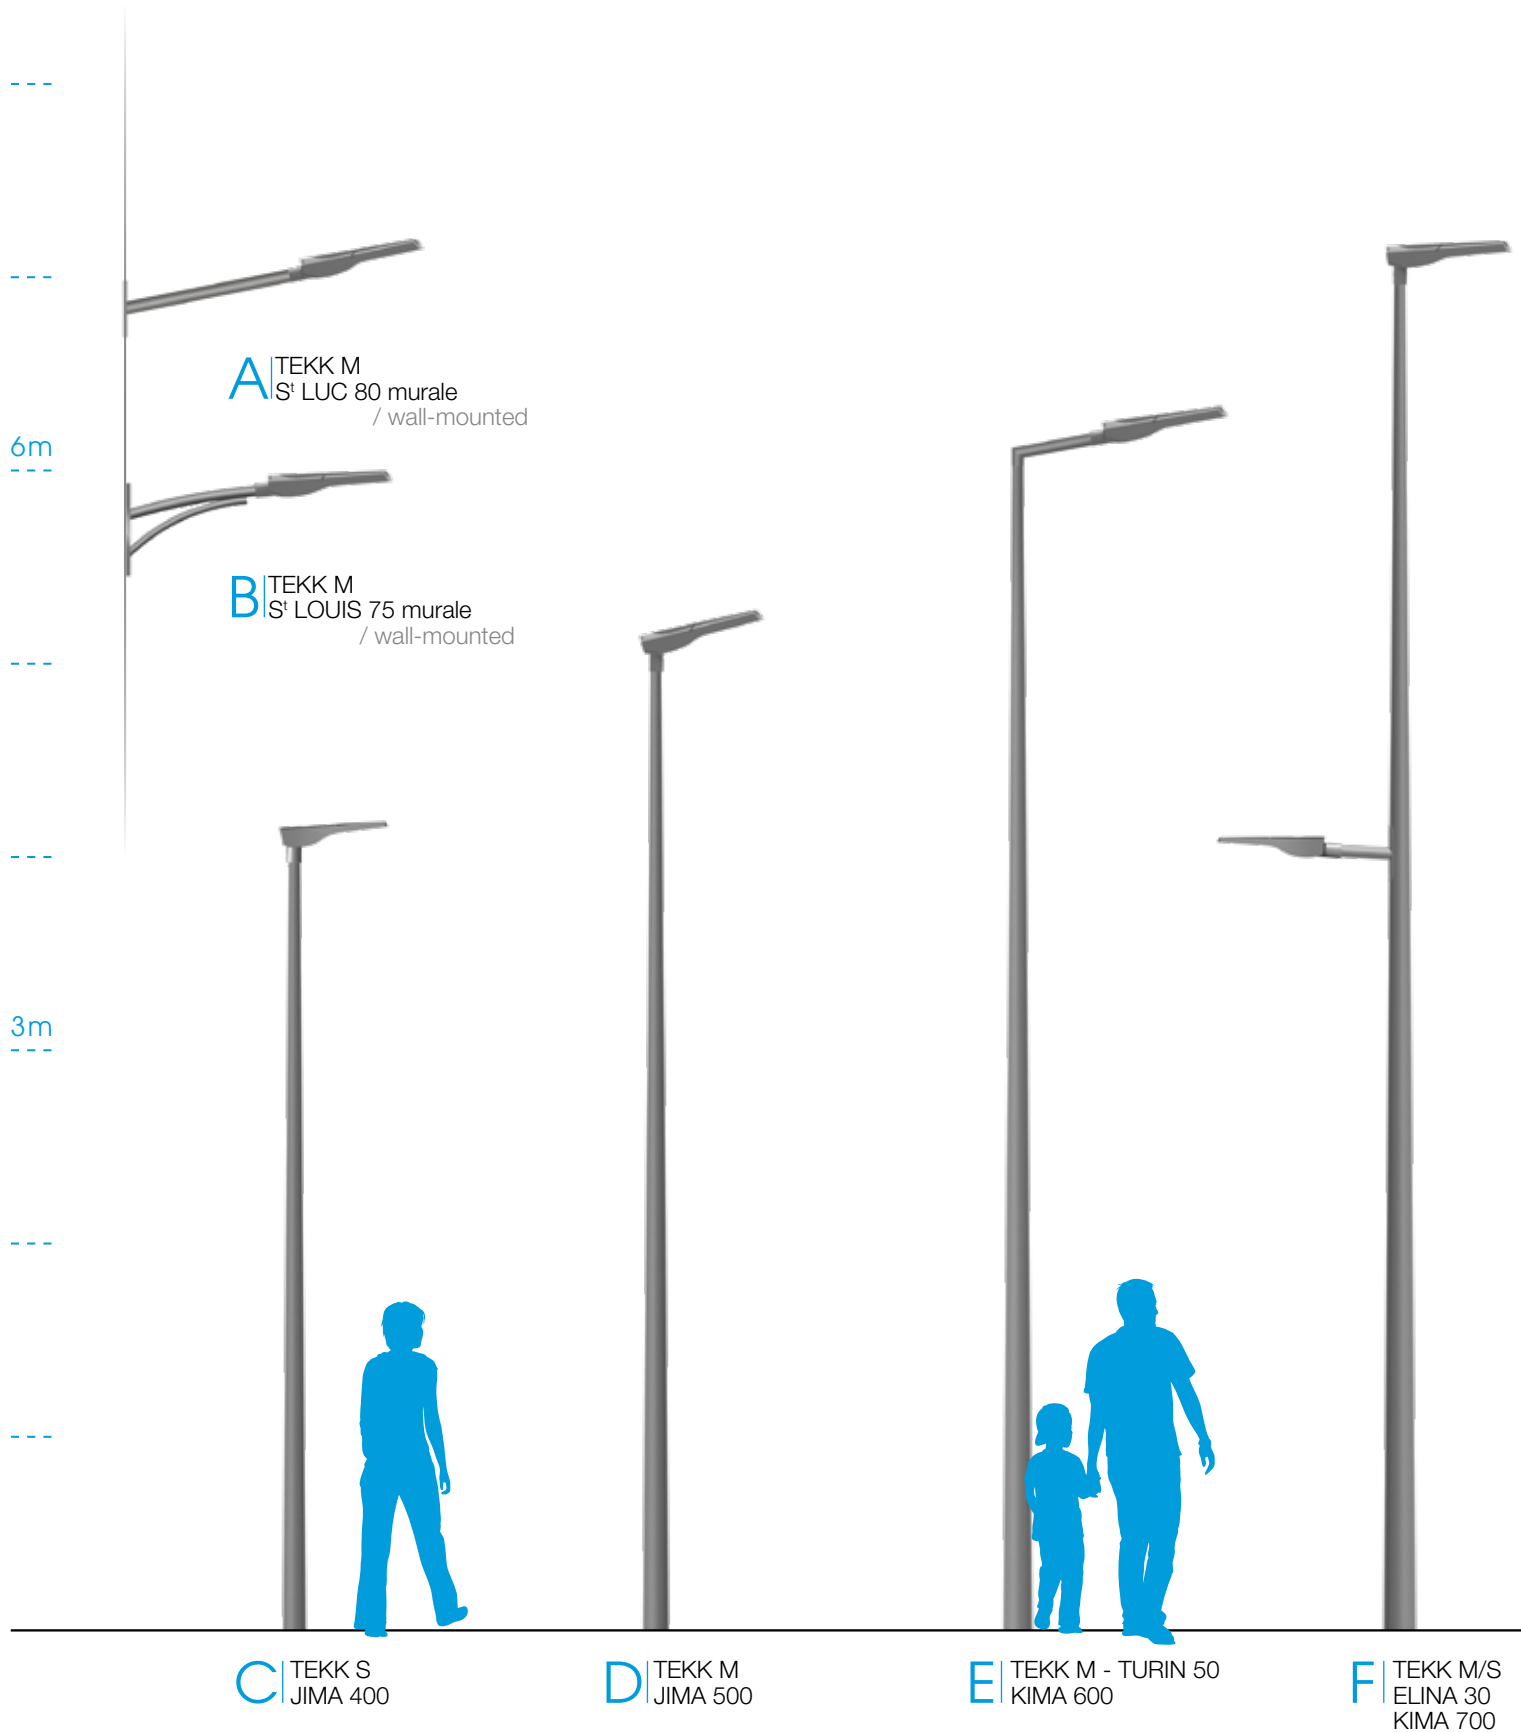 A TEKK M
Sᵗ LUC 80 murale
/ wall-mounted
6m
B TEKK M
Sᵗ LOUIS 75 murale
/ wall-mounted
3m
C TEKK S
JIMA 400
D TEKK M
JIMA 500
E TEKK M - TURIN 50
KIMA 600
F TEKK M/S
ELINA 30
KIMA 700